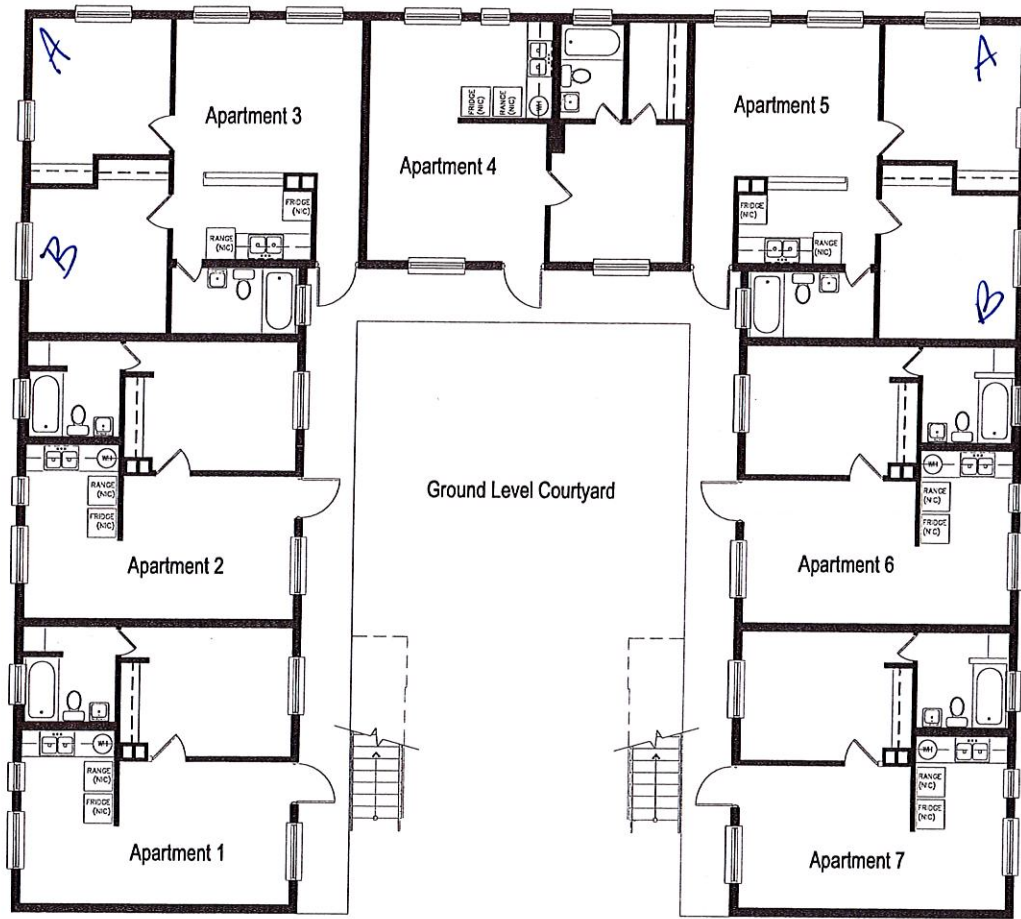 A
A
Apartment 3
Apartment 4
Apartment 5
FRIDGE
(NIC)
RANGE
(NIC)
WH
FRIDGE
(NIC)
RANGE
(NIC)
FRIDGE
(NIC)
RANGE
(NIC)
B
B
WH
RANGE
(NIC)
FRIDGE
(NIC)
Apartment 2
Ground Level Courtyard
WH
RANGE
(NIC)
FRIDGE
(NIC)
Apartment 6
WH
RANGE
(NIC)
FRIDGE
(NIC)
Apartment 1
WH
RANGE
(NIC)
FRIDGE
(NIC)
Apartment 7